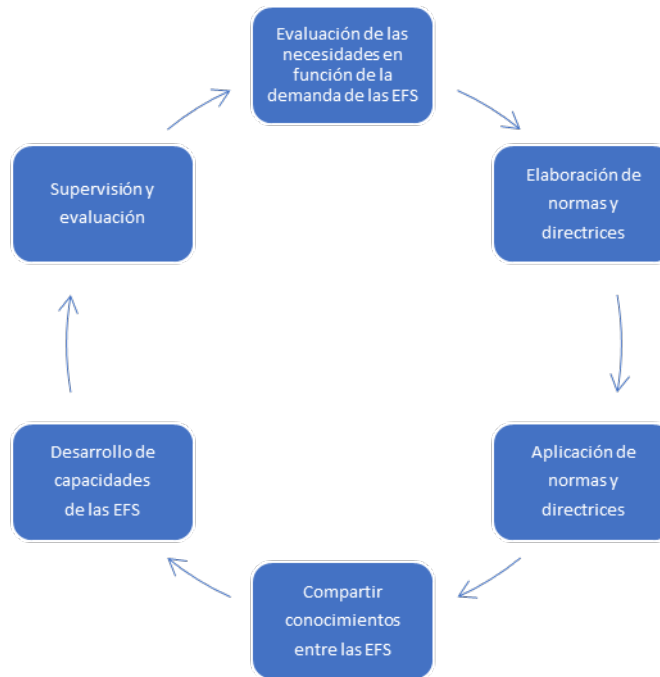 Evaluación de las
necesidades en
función de la
demanda de las EFS
Elaboración de
normas y
directrices
Aplicación de
normas y
directrices
Compartir
conocimientos
entre las EFS
Desarrollo de
capacidades
de las EFS
Supervisión y
evaluación